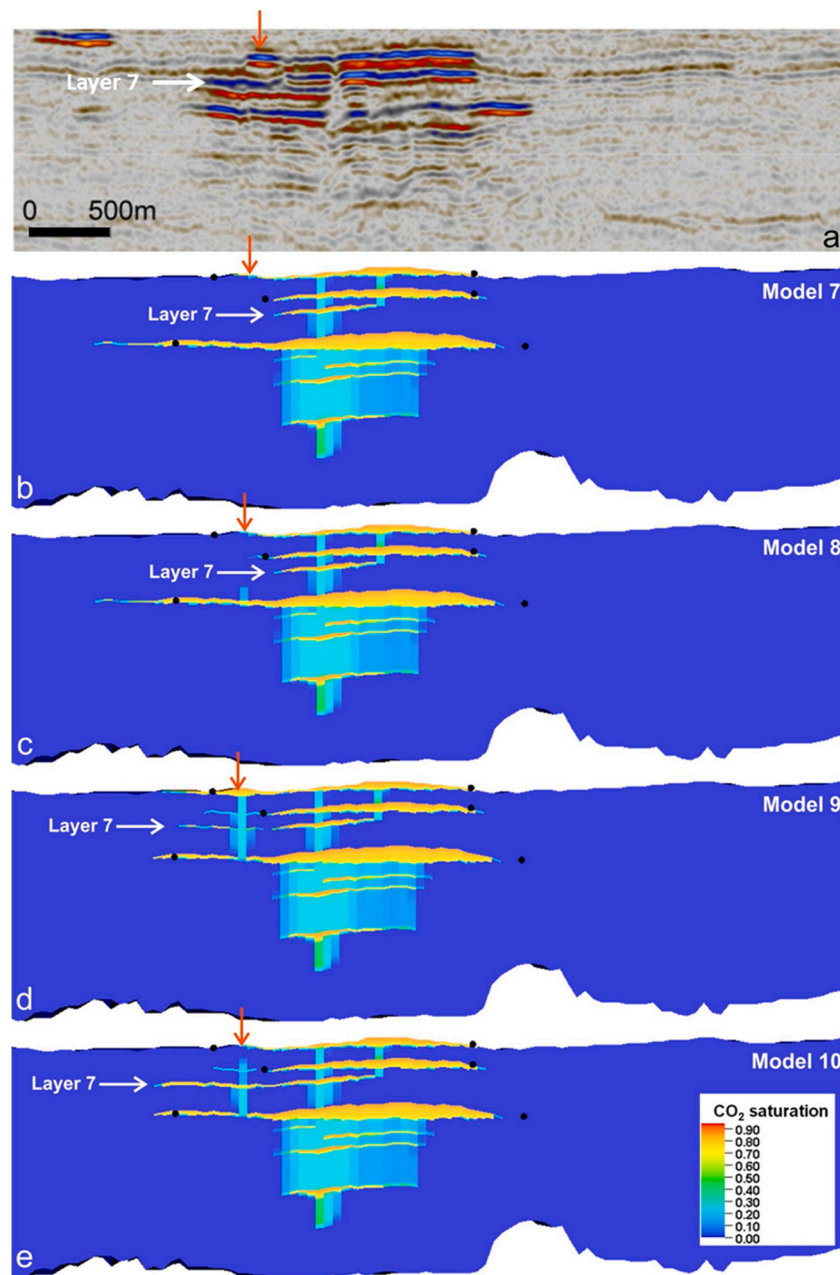 Layer 7
0 500m
a
Model 7
Layer 7
b
Model 8
Layer 7
c
Model 9
Layer 7
d
Model 10
Layer 7
CO₂ saturation
0.90
0.80
0.70
0.60
0.50
0.40
0.30
0.20
0.10
0.00
e